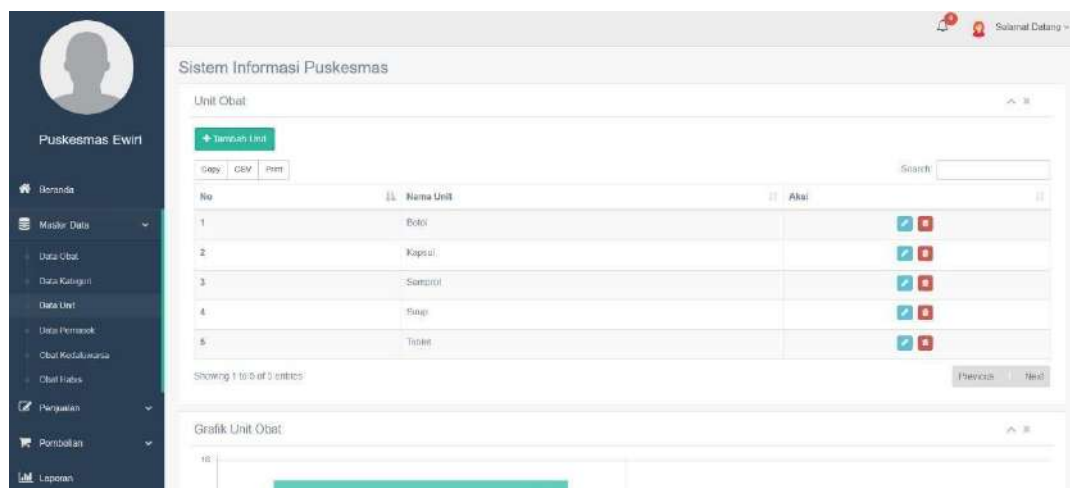 Selamat Datang
Sistem Informasi Puskesmas
Unit Obat
Puskesmas Ewiri
+ Tambah Unit
Copy CSV Print
Search:
No Nama Unit Aksi
1 Botol
2 Kapsul
3 Semprot
4 Sirup
5 Tablet
Showing 1 to 5 of 5 entries
Previous 1 Next
Grafik Unit Obat
10
Beranda
Master Data
Data Obat
Data Kategori
Data Unit
Data Pemasok
Obat Kedaluwarsa
Obat Habis
Penjualan
Pembelian
Laporan